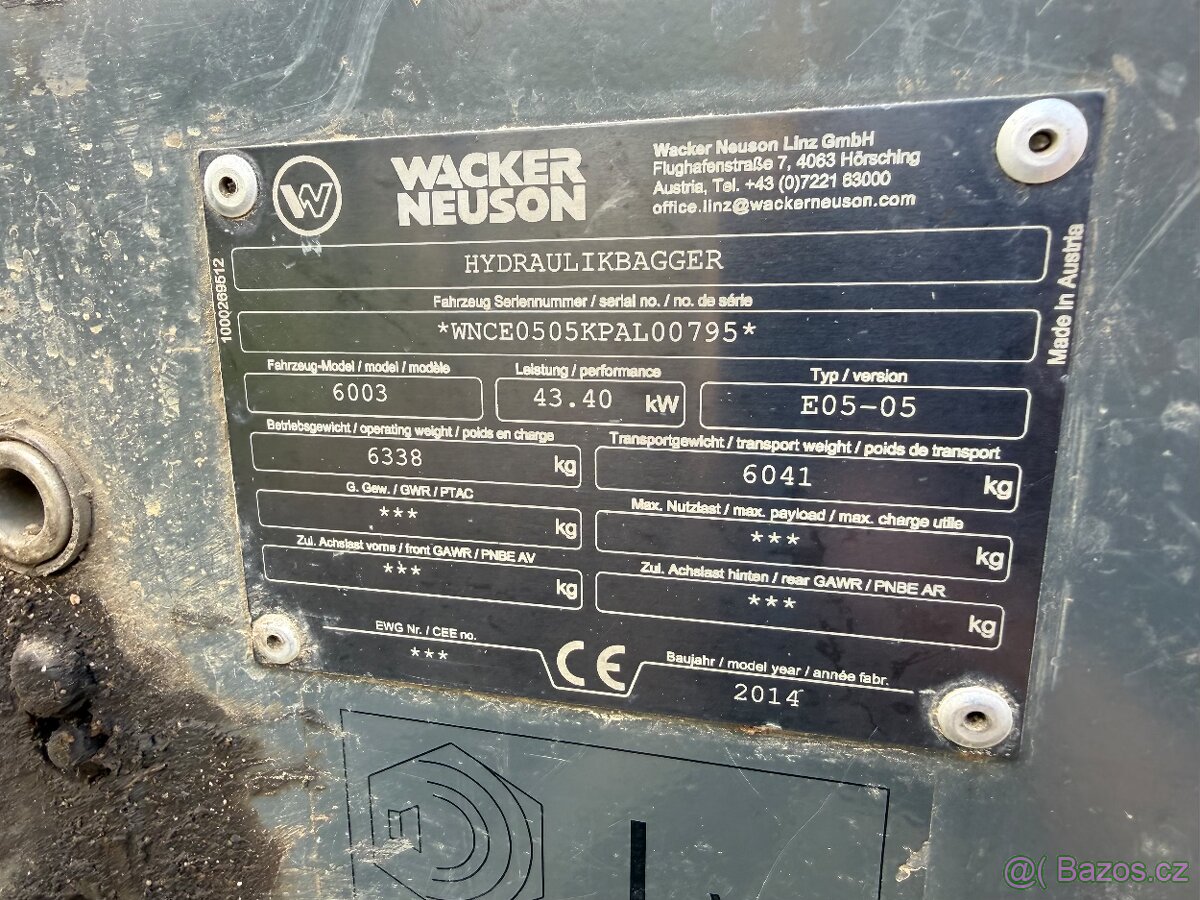 W
WACKER
NEUSON
Wacker Neuson Linz GmbH
Flughafenstraße 7, 4063 Hörsching
Austria, Tel. +43 (0)7221 63000
office.linz@wackerneuson.com
1000269512
Made in Austria
HYDRAULIKBAGGER
Fahrzeug Seriennummer / serial no. / no. de série
*WNCE0505KPAL00795*
Fahrzeug-Model / model / modèle
6003
Leistung / performance
43.40 kW
Typ / version
E05-05
Betriebsgewicht / operating weight / poids en charge
6338 kg
Transportgewicht / transport weight / poids de transport
6041 kg
G. Gew. / GWR / PTAC
*** kg
Max. Nutzlast / max. payload / max. charge utile
*** kg
Zul. Achslast vorne / front GAWR / PNBE AV
*** kg
Zul. Achslast hinten / rear GAWR / PNBE AR
*** kg
EWG Nr. / CEE no.
***
CE
Baujahr / model year / année fabr.
2014
@( Bazos.cz